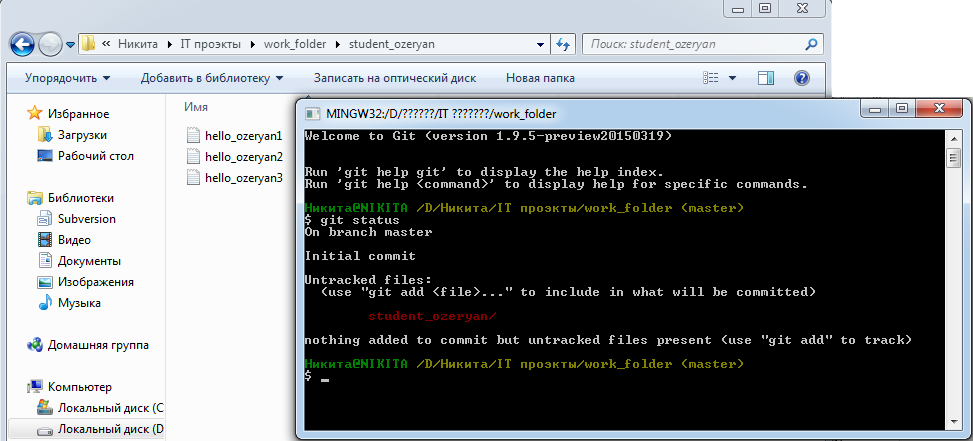 « Никита ▸ IT проэкты ▸ work_folder ▸ student_ozeryan
Поиск: student_ozeryan
Упорядочить ▾ Добавить в библиотеку ▾ Записать на оптический диск Новая папка
Избранное
Загрузки
Рабочий стол
Библиотеки
Subversion
Видео
Документы
Изображения
Музыка
Домашняя группа
Компьютер
Локальный диск (C
Локальный диск (D
Имя
hello_ozeryan1
hello_ozeryan2
hello_ozeryan3
MINGW32:/D/??????/IT ???????/work_folder
Welcome to Git (version 1.9.5-preview20150319)
Run 'git help git' to display the help index.
Run 'git help <command>' to display help for specific commands.
Никита@NIKITA /D/Никита/IT проэкты/work_folder (master)
$ git status
On branch master
Initial commit
Untracked files:
(use "git add <file>..." to include in what will be committed)
student_ozeryan/
nothing added to commit but untracked files present (use "git add" to track)
Никита@NIKITA /D/Никита/IT проэкты/work_folder (master)
$ _